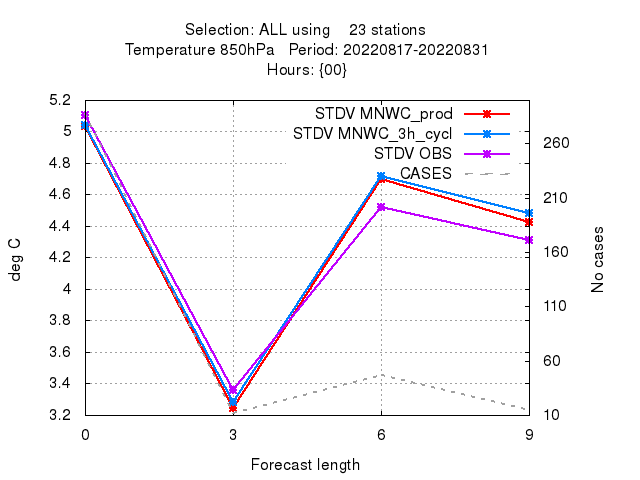 Selection: ALL using 23 stations
Temperature 850hPa Period: 20220817-20220831
Hours: {00}
STDV MNWC_prod
STDV MNWC_3h_cycl
STDV OBS
CASES
5.2
5
4.8
4.6
4.4
4.2
4
3.8
3.6
3.4
3.2
260
210
160
110
60
10
deg C
No cases
0 3 6 9
Forecast length